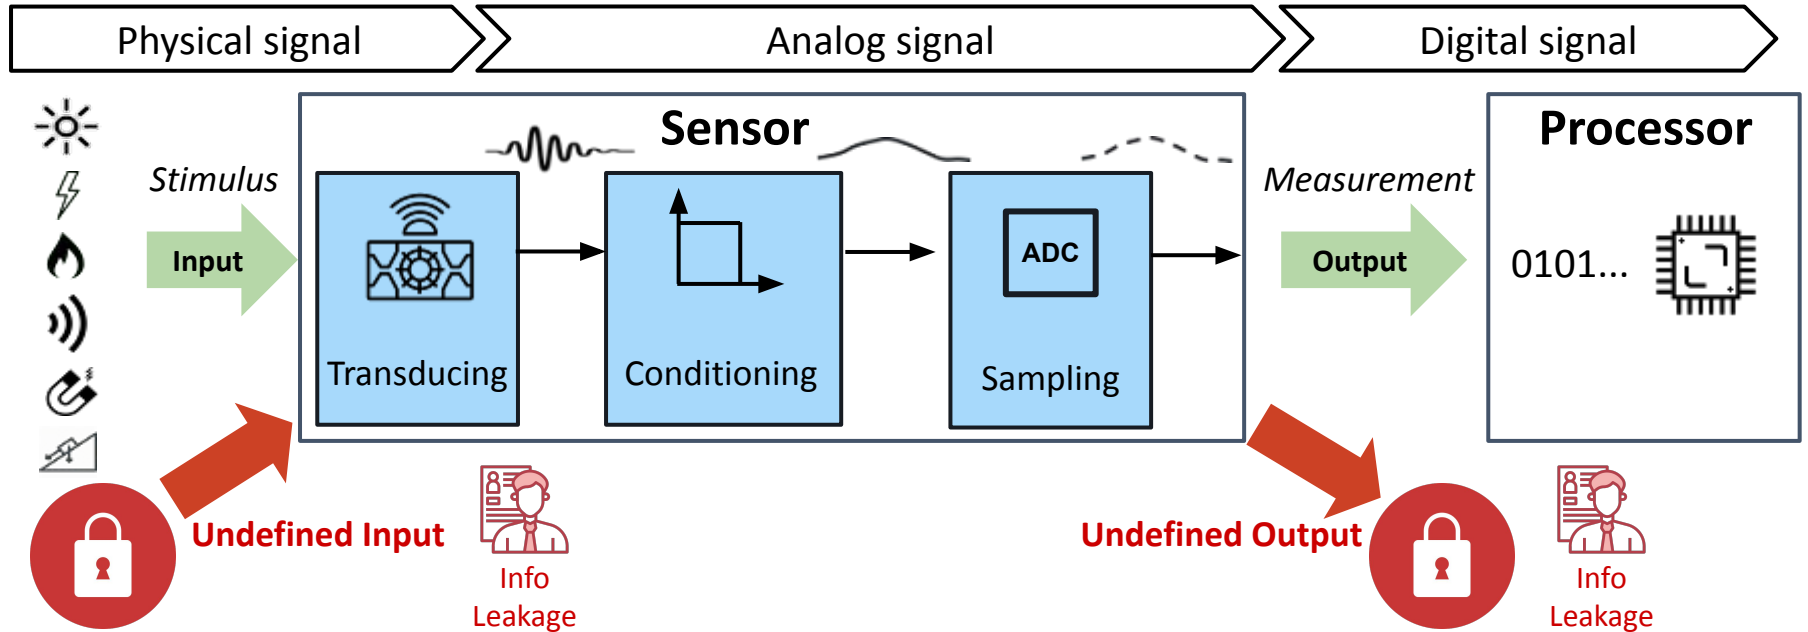 Physical signal
Analog signal
Digital signal
Sensor
Processor
Stimulus
Measurement
Input
ADC
Output
0101...
Transducing
Conditioning
Sampling
Undefined Input
Undefined Output
Info
Leakage
Info
Leakage